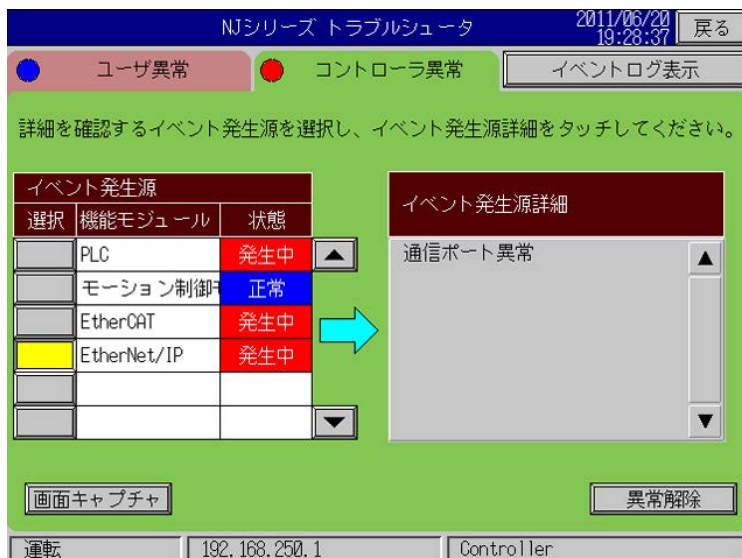 NJシリーズ トラブルシュータ
2011/06/20
19:28:37
戻る
ユーザ異常
コントローラ異常
イベントログ表示
詳細を確認するイベント発生源を選択し、イベント発生源詳細をタッチしてください。
イベント発生源
選択 機能モジュール 状態
PLC 発生中
モーション制御モ 正常
EtherCAT 発生中
EtherNet/IP 発生中
イベント発生源詳細
通信ポート異常
画面キャプチャ
異常解除
運転 192.168.250.1 Controller